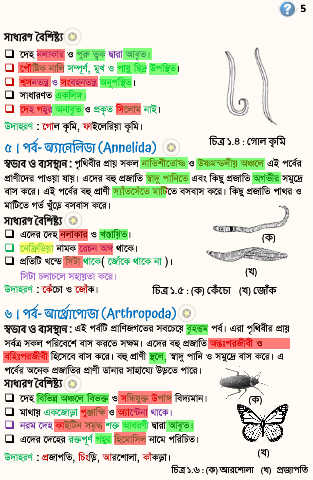 5
সাধারণ বৈশিষ্ট্য
দেহ নলাকার ও পুরু ত্বক দ্বারা আবৃত।
পৌষ্টিক নালি সম্পূর্ণ, মুখ ও পায়ু ছিদ্র উপস্থিত।
শ্বসনতন্ত্র ও সংবহনতন্ত্র অনুপস্থিত।
সাধারণত একলিঙ্গ।
দেহ গহ্বর অনাবৃত ও প্রকৃত সিলোম নাই।
উদাহরণ : গোল কৃমি, ফাইলেরিয়া কৃমি।
চিত্র ১.৪ : গোল কৃমি
৫। পর্ব- অ্যানেলিডা (Annelida)
স্বভাব ও বাসস্থান : পৃথিবীর প্রায় সকল নাতিশীতোষ্ণ ও উষ্ণমন্ডলীয় অঞ্চলে এই পর্বের
প্রাণীদের পাওয়া যায়। এদের বহু প্রজাতি স্বাদু পানিতে এবং কিছু প্রজাতি অগভীর সমুদ্রে
বাস করে। এই পর্বের বহু প্রাণী স্যাঁতসেঁতে মাটিতে বসবাস করে। কিছু প্রজাতি পাথর ও
মাটিতে গর্ত খুঁড়ে বসবাস করে।
সাধারণ বৈশিষ্ট্য
এদের দেহ নলাকার ও খণ্ডায়িত।
নেফ্রিডিয়া নামক রেচন অঙ্গ থাকে।
প্রতিটি খন্ডে সিটা থাকে( জোঁকে থাকে না )।
সিটা চলাচলে সহায়তা করে।
উদাহরণ : কেঁচো ও জোঁক।
(ক)
(খ)
চিত্র ১.৫ : (ক) কেঁচো (খ) জোঁক
৬। পর্ব- আর্থ্রোপোডা (Arthropoda)
স্বভাব ও বাসস্থান : এই পর্বটি প্রাণিজগতের সবচেয়ে বৃহত্তম পর্ব। এরা পৃথিবীর প্রায়
সর্বত্র সকল পরিবেশে বাস করতে সক্ষম। এদের বহু প্রজাতি অন্তঃপরজীবী ও
বহিঃপরজীবী হিসেবে বাস করে। বহু প্রাণী স্থলে, স্বাদু পানি ও সমুদ্রে বাস করে। এ
পর্বের অনেক প্রজাতির প্রাণী ডানার সাহায্যে উড়তে পারে।
সাধারণ বৈশিষ্ট্য
দেহ বিভিন্ন অঞ্চলে বিভক্ত ও সন্ধিযুক্ত উপাঙ্গ বিদ্যমান।
মাথায় একজোড়া পুঞ্জাক্ষি ও অ্যান্টেনা থাকে।
নরম দেহ কাইটিন সমৃদ্ধ শক্ত আবরণী দ্বারা আবৃত।
এদের দেহের রক্তপূর্ণ গহ্বর হিমোসিল নামে পরিচিত।
উদাহরণ : প্রজাপতি, চিংড়ি, আরশোলা, কাঁকড়া।
(ক)
(খ)
চিত্র ১.৬ : (ক) আরশোলা (খ) প্রজাপতি